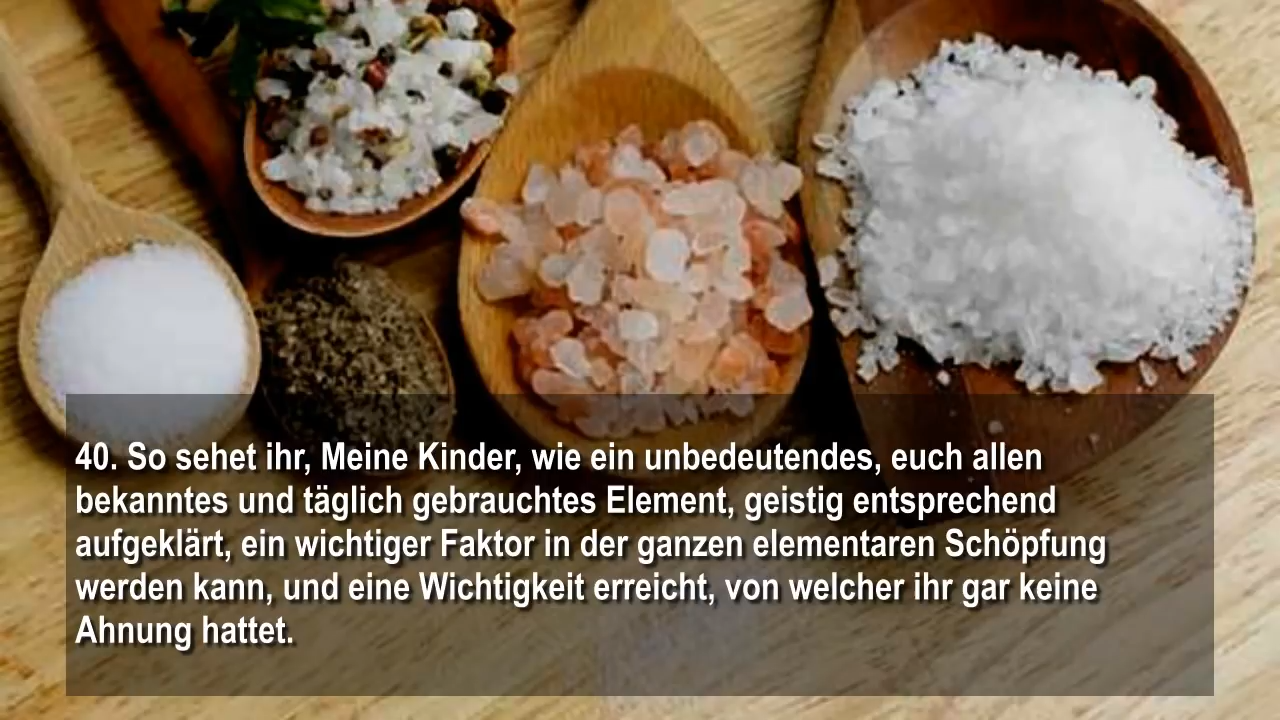 40. So sehet ihr, Meine Kinder, wie ein unbedeutendes, euch allen
bekanntes und täglich gebrauchtes Element, geistig entsprechend
aufgeklärt, ein wichtiger Faktor in der ganzen elementaren Schöpfung
werden kann, und eine Wichtigkeit erreicht, von welcher ihr gar keine
Ahnung hattet.